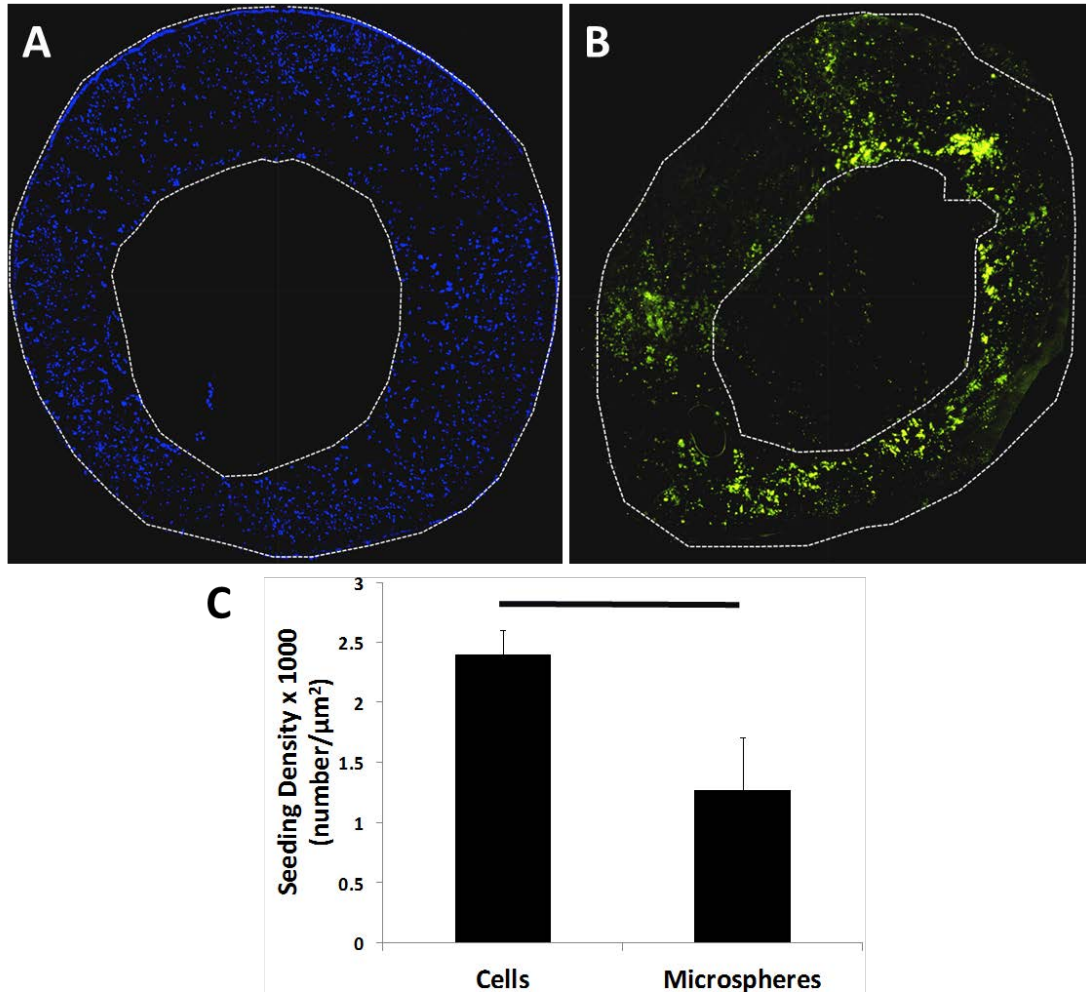 A
B
C
Seeding Density x 1000
(number/µm²)
3
2.5
2
1.5
1
0.5
0
Cells
Microspheres